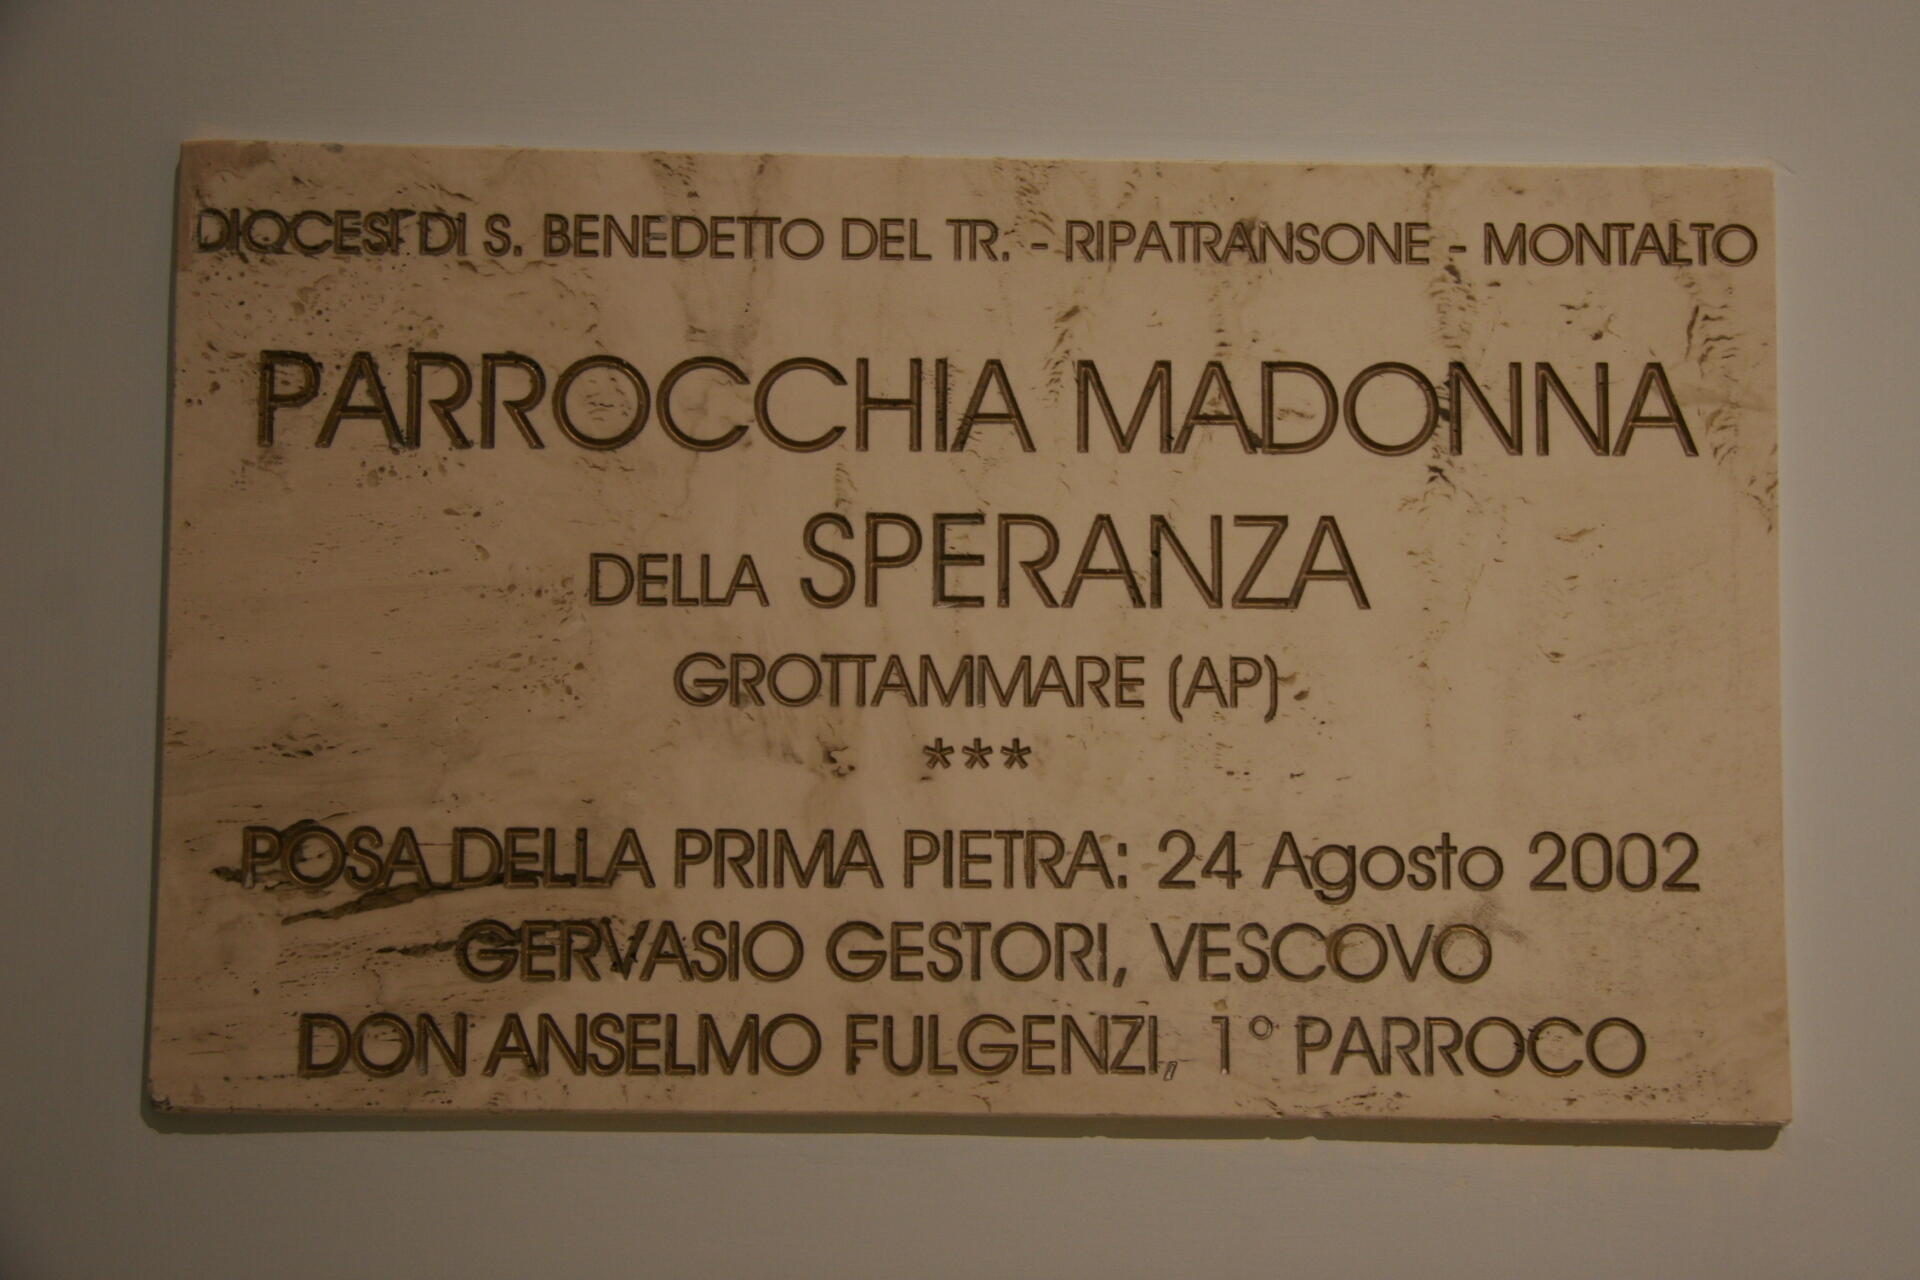 DIOCESI DI S. BENEDETTO DEL TR. - RIPATRANSONE - MONTALTO
PARROCCHIA MADONNA
DELLA SPERANZA
GROTTAMMARE (AP)
***
POSA DELLA PRIMA PIETRA: 24 Agosto 2002
GERVASIO GESTORI, VESCOVO
DON ANSELMO FULGENZI, 1° PARROCO